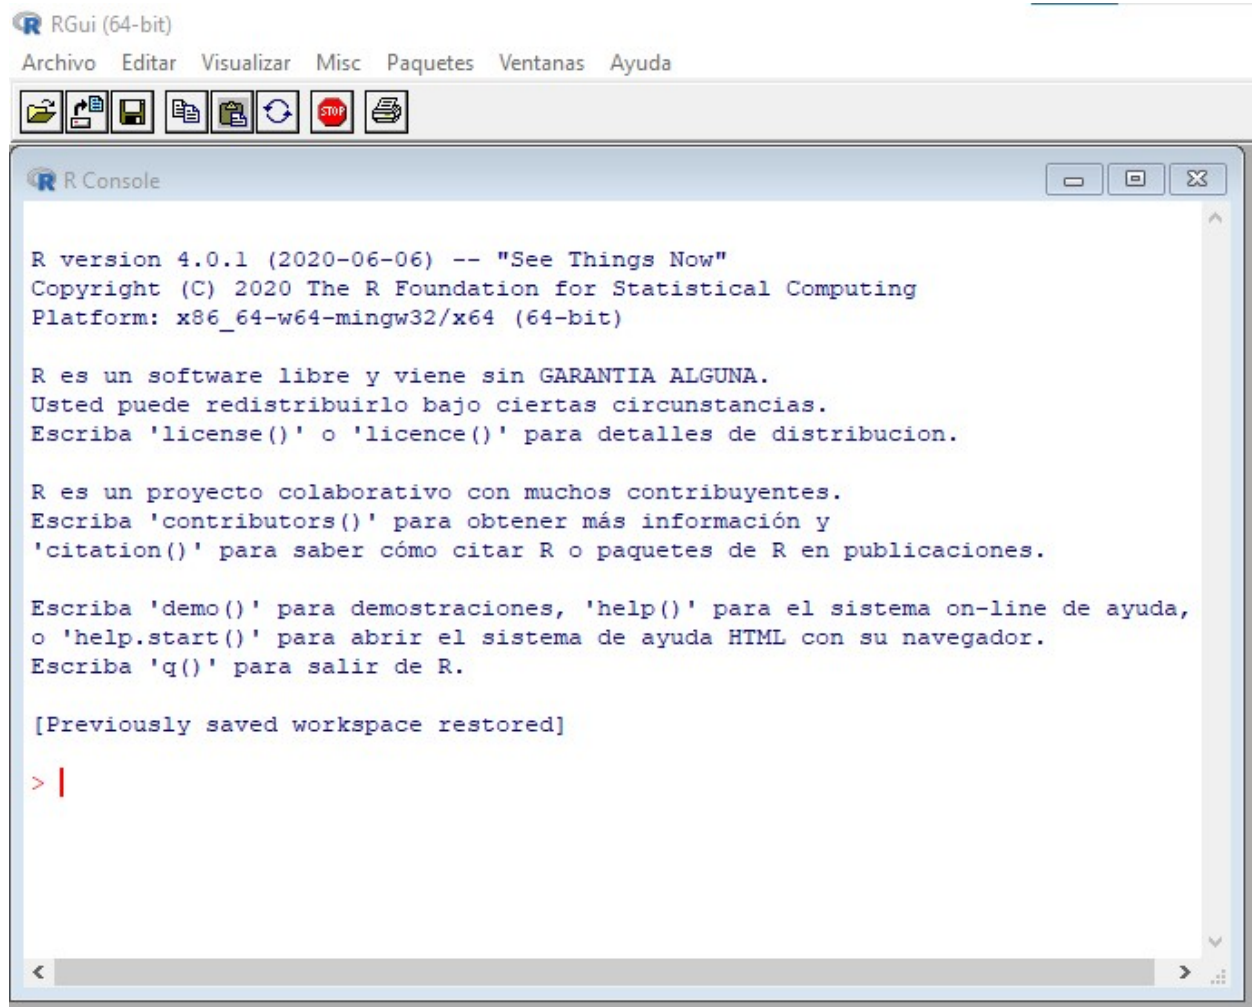 RGui (64-bit)
Archivo Editar Visualizar Misc Paquetes Ventanas Ayuda
STOP
R Console
R version 4.0.1 (2020-06-06) -- "See Things Now"
Copyright (C) 2020 The R Foundation for Statistical Computing
Platform: x86_64-w64-mingw32/x64 (64-bit)
R es un software libre y viene sin GARANTIA ALGUNA.
Usted puede redistribuirlo bajo ciertas circunstancias.
Escriba 'license()' o 'licence()' para detalles de distribucion.
R es un proyecto colaborativo con muchos contribuyentes.
Escriba 'contributors()' para obtener más información y
'citation()' para saber cómo citar R o paquetes de R en publicaciones.
Escriba 'demo()' para demostraciones, 'help()' para el sistema on-line de ayuda,
o 'help.start()' para abrir el sistema de ayuda HTML con su navegador.
Escriba 'q()' para salir de R.
[Previously saved workspace restored]
>